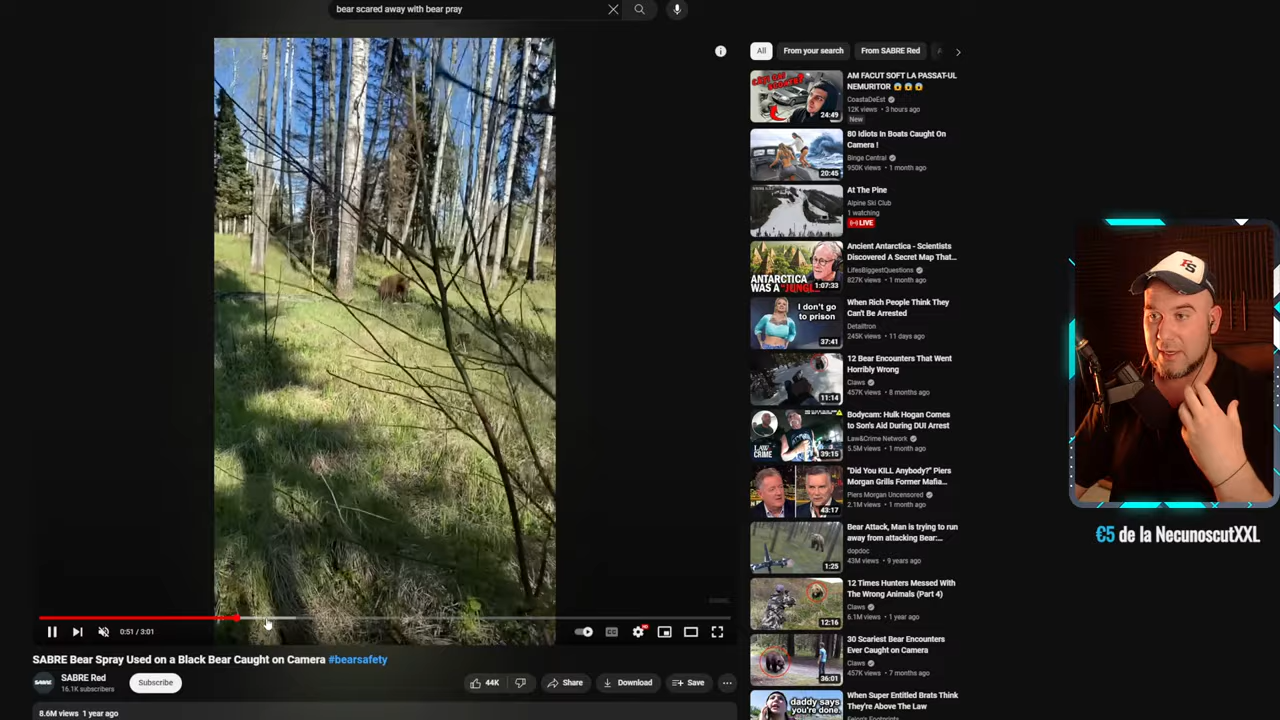 bear scared away with bear pray
All
From your search
From SABRE Red
AM FACUT SOFT LA PASSAT-UL
NEMURITOR 😱 😱 😱
CoastaDeEst
12K views • 3 hours ago
New
24:49
80 Idiots In Boats Caught On
Camera !
Binge Central
950K views • 1 month ago
20:45
At The Pine
Alpine Ski Club
1 watching
LIVE
Ancient Antarctica - Scientists
Discovered A Secret Map That...
LifesBiggestQuestions
827K views • 1 month ago
ANTARCTICA
WAS A "JUNGLE"
1:07:33
When Rich People Think They
Can't Be Arrested
Detailtron
245K views • 11 days ago
I don't go
to prison
37:41
12 Bear Encounters That Went
Horribly Wrong
Claws
457K views • 8 months ago
11:14
Bodycam: Hulk Hogan Comes
to Son's Aid During DUI Arrest
Law&Crime Network
5.5M views • 1 month ago
LAW
CRIME
39:15
"Did You KILL Anybody?" Piers
Morgan Grills Former Mafia...
Piers Morgan Uncensored
2.1M views • 1 month ago
43:17
Bear Attack, Man is trying to run
away from attacking Bear:...
dopdoc
43M views • 9 years ago
1:25
12 Times Hunters Messed With
The Wrong Animals (Part 4)
Claws
6.1M views • 1 year ago
12:16
30 Scariest Bear Encounters
Ever Caught on Camera
Claws
457K views • 7 months ago
36:01
When Super Entitled Brats Think
They're Above The Law
daddy says
you're done.
€5 de la NecunoscutXXL
0:51 / 3:01
CC
SABRE Bear Spray Used on a Black Bear Caught on Camera #bearsafety
SABRE Red
16.1K subscribers
Subscribe
44K
Share
Download
Save
8.6M views 1 year ago